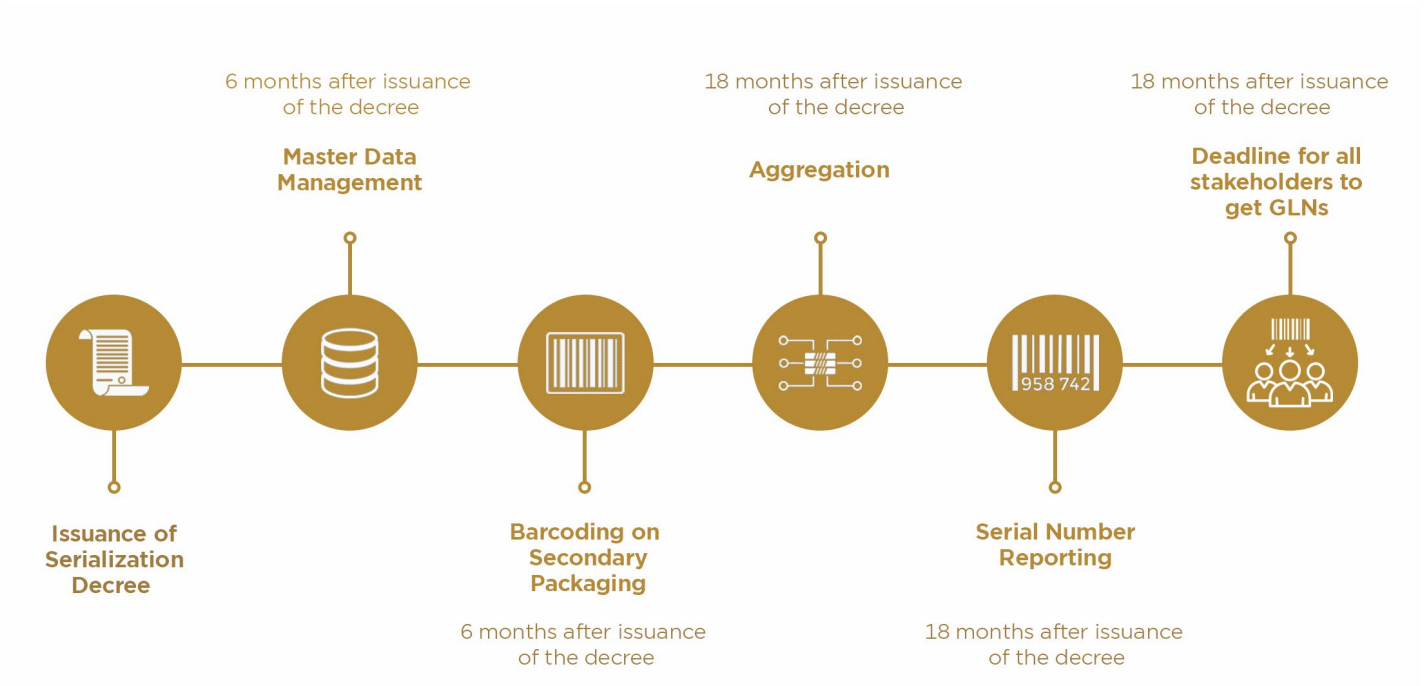 6 months after issuance
of the decree
Master Data
Management
18 months after issuance
of the decree
Aggregation
18 months after issuance
of the decree
Deadline for all
stakeholders to
get GLNs
958 742
Issuance of
Serialization
Decree
Barcoding on
Secondary
Packaging
6 months after issuance
of the decree
Serial Number
Reporting
18 months after issuance
of the decree